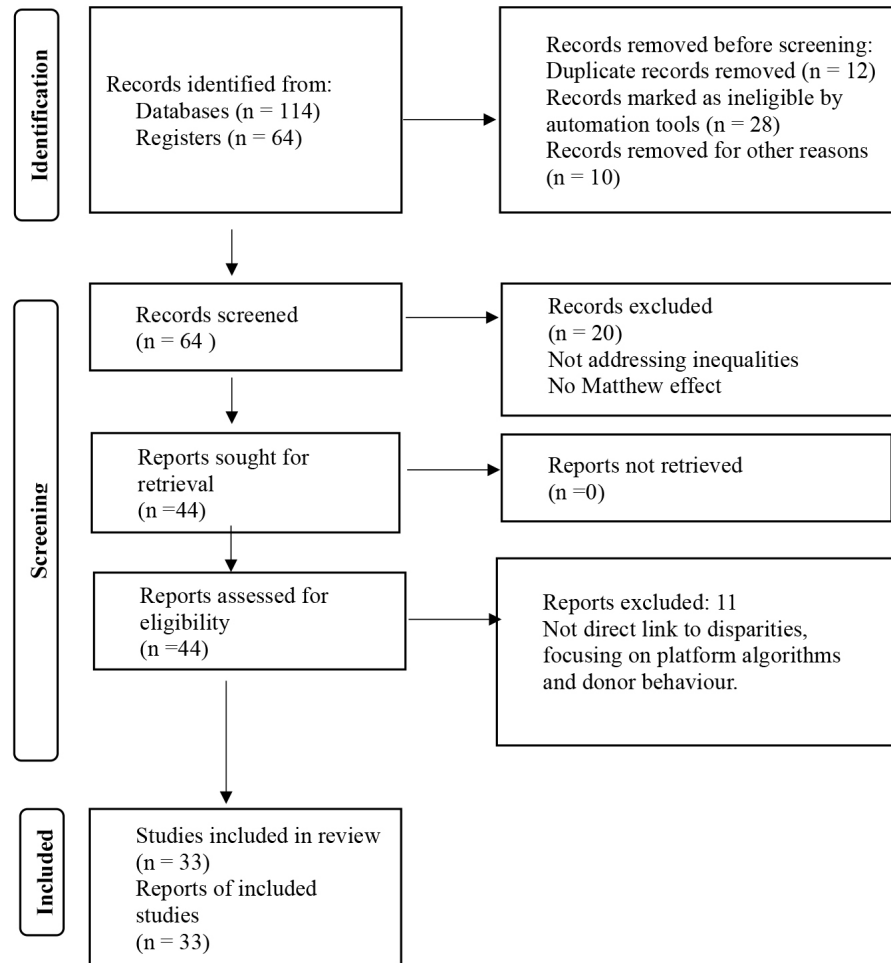 Identification
Records identified from:
Databases (n = 114)
Registers (n = 64)
Records removed before screening:
Duplicate records removed (n = 12)
Records marked as ineligible by
automation tools (n = 28)
Records removed for other reasons
(n = 10)
Screening
Records screened
(n = 64 )
Records excluded
(n = 20)
Not addressing inequalities
No Matthew effect
Reports sought for
retrieval
(n =44)
Reports not retrieved
(n =0)
Reports assessed for
eligibility
(n =44)
Reports excluded: 11
Not direct link to disparities,
focusing on platform algorithms
and donor behaviour.
Included
Studies included in review
(n = 33)
Reports of included
studies
(n = 33)